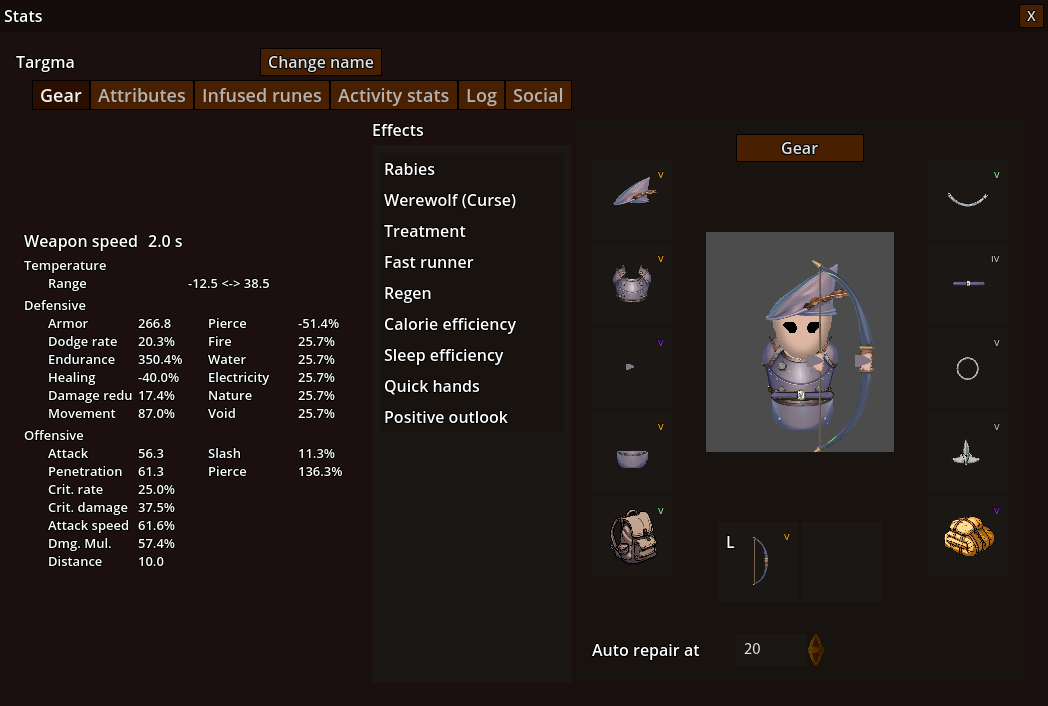 Stats X
Targma Change name
Gear Attributes Infused runes Activity stats Log Social
Effects
Rabies
Werewolf (Curse)
Treatment
Fast runner
Regen
Calorie efficiency
Sleep efficiency
Quick hands
Positive outlook
Weapon speed 2.0 s
Temperature
Range -12.5 <-> 38.5
Defensive
Armor 266.8 Pierce -51.4%
Dodge rate 20.3% Fire 25.7%
Endurance 350.4% Water 25.7%
Healing -40.0% Electricity 25.7%
Damage redu 17.4% Nature 25.7%
Movement 87.0% Void 25.7%
Offensive
Attack 56.3 Slash 11.3%
Penetration 61.3 Pierce 136.3%
Crit. rate 25.0%
Crit. damage 37.5%
Attack speed 61.6%
Dmg. Mul. 57.4%
Distance 10.0
Gear
V V
V IV
V V
V V
V V
L V
Auto repair at 20